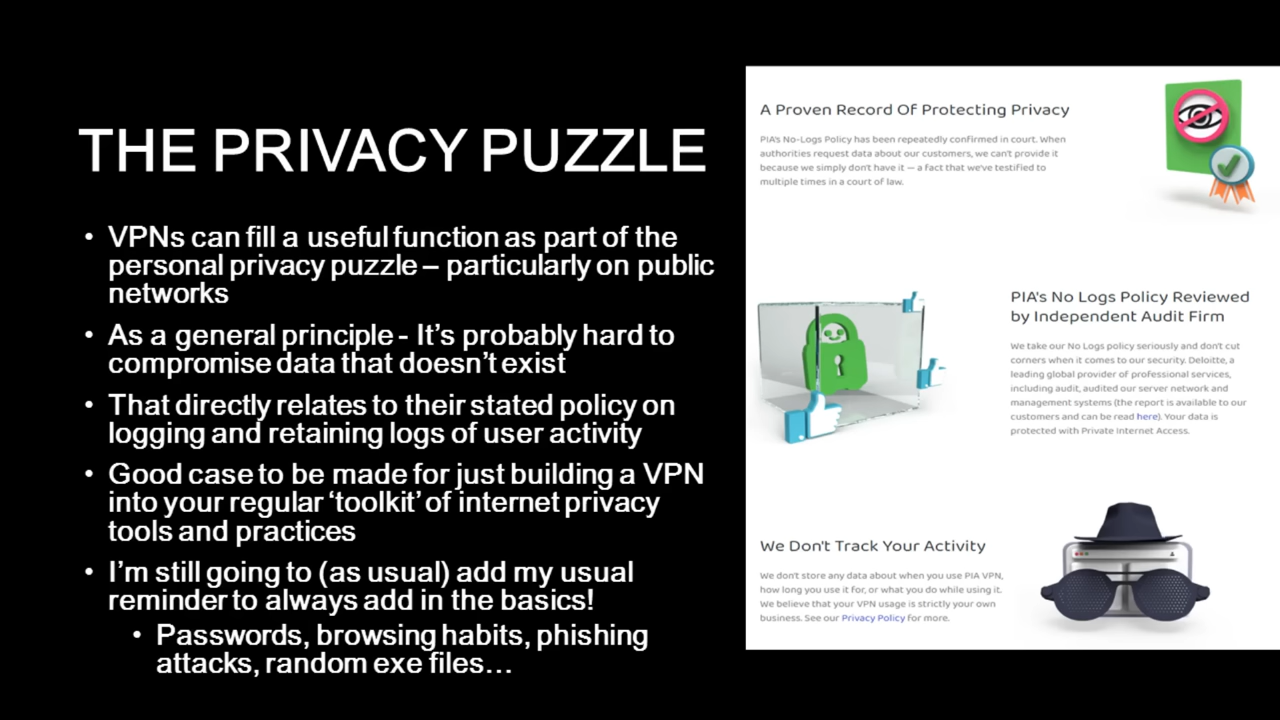 THE PRIVACY PUZZLE
• VPNs can fill a useful function as part of the
personal privacy puzzle – particularly on public
networks
• As a general principle - It’s probably hard to
compromise data that doesn’t exist
• That directly relates to their stated policy on
logging and retaining logs of user activity
• Good case to be made for just building a VPN
into your regular ‘toolkit’ of internet privacy
tools and practices
• I’m still going to (as usual) add my usual
reminder to always add in the basics!
• Passwords, browsing habits, phishing
attacks, random exe files…
A Proven Record Of Protecting Privacy
PIA's No-Logs Policy has been repeatedly confirmed in court. When
authorities request data about our customers, we can't provide it
because we simply don't have it — a fact that we've testified to
multiple times in a court of law.
PIA's No Logs Policy Reviewed
by Independent Audit Firm
We take our No Logs policy seriously and don't cut
corners when it comes to our security. Deloitte, a
leading global provider of professional services,
including audit, audited our server network and
management systems (the report is available to our
customers and can be read here). Your data is
protected with Private Internet Access.
We Don't Track Your Activity
We don't store any data about when you use PIA VPN,
how long you use it for, or what you do while using it.
We believe that your VPN usage is strictly your own
business. See our Privacy Policy for more.